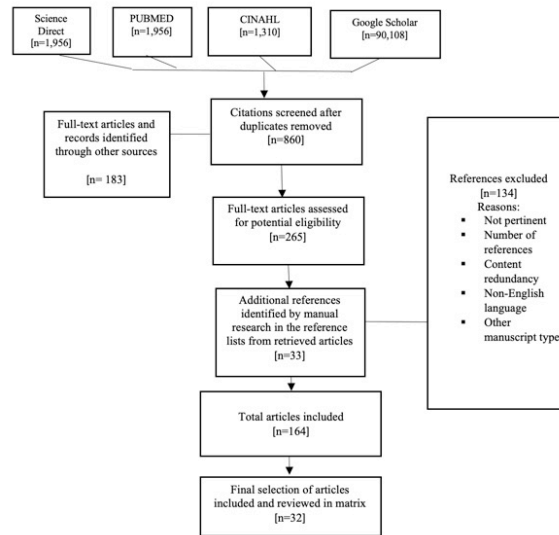 Science
Direct
[n=1,956]
PUBMED
[n=1,956]
CINAHL
[n=1,310]
Google Scholar
[n=90,108]
Citations screened after
duplicates removed
[n=860]
Full-text articles and
records identified
through other sources
[n= 183]
Full-text articles assessed
for potential eligibility
[n=265]
Additional references
identified by manual
research in the reference
lists from retrieved articles
[n=33]
References excluded
[n=134]
Reasons:
▪ Not pertinent
▪ Number of
references
▪ Content
redundancy
▪ Non-English
language
▪ Other
manuscript type
Total articles included
[n=164]
Final selection of articles
included and reviewed in matrix
[n=32]